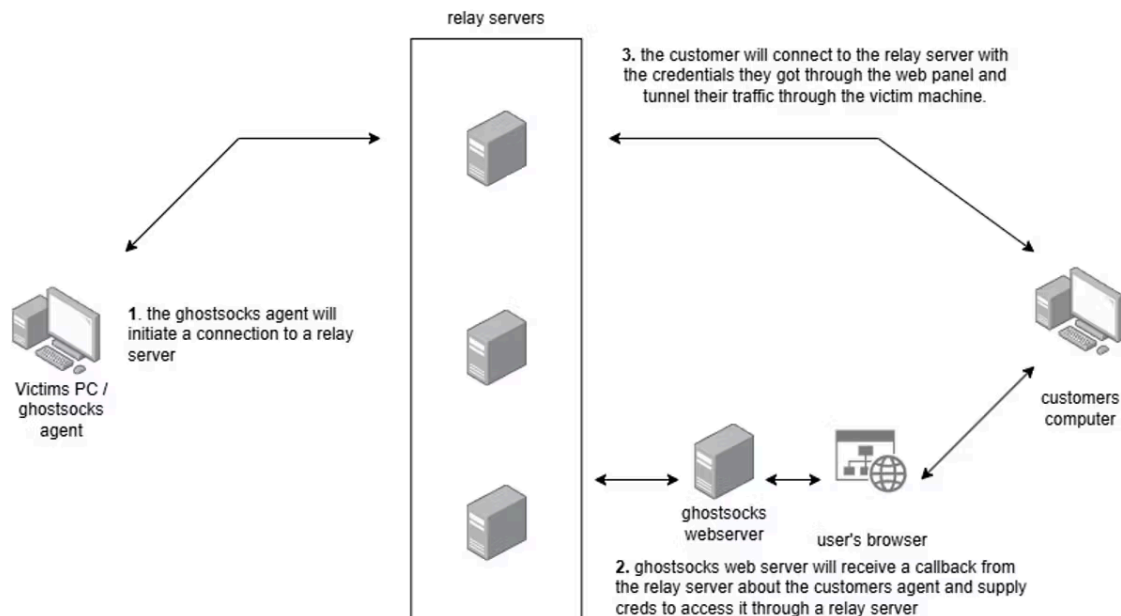 relay servers
3. the customer will connect to the relay server with
the credentials they got through the web panel and
tunnel their traffic through the victim machine.
1. the ghostsocks agent will
initiate a connection to a relay
server
Victims PC /
ghostsocks
agent
customers
computer
ghostsocks
webserver
user's browser
2. ghostsocks web server will receive a callback from
the relay server about the customers agent and supply
creds to access it through a relay server